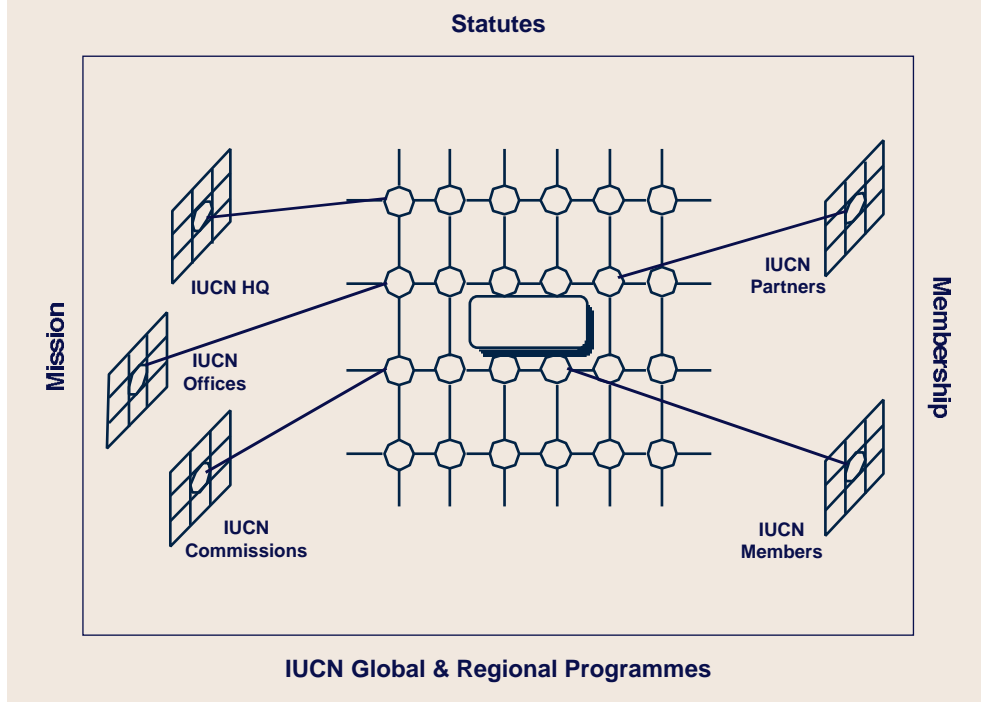 Statutes
IUCN HQ
IUCN
Partners
Mission
Membership
IUCN
Offices
IUCN
Commissions
IUCN
Members
IUCN Global & Regional Programmes